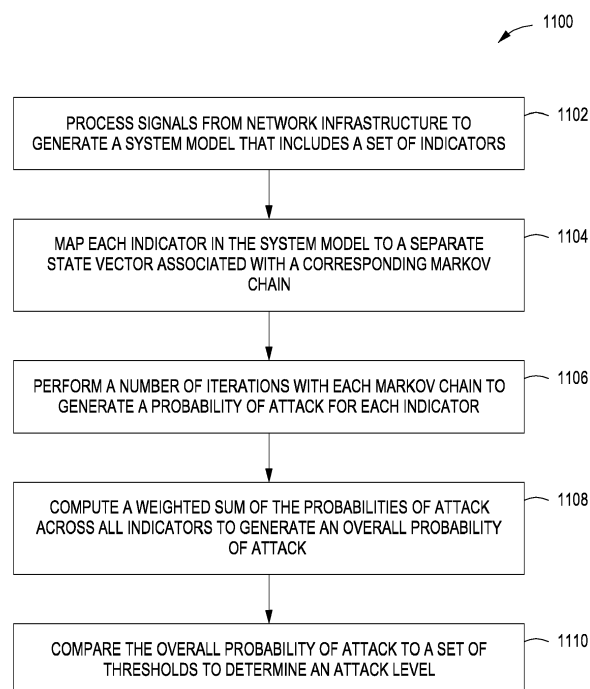 1100
PROCESS SIGNALS FROM NETWORK INFRASTRUCTURE TO
GENERATE A SYSTEM MODEL THAT INCLUDES A SET OF INDICATORS
1102
MAP EACH INDICATOR IN THE SYSTEM MODEL TO A SEPARATE
STATE VECTOR ASSOCIATED WITH A CORRESPONDING MARKOV
CHAIN
1104
PERFORM A NUMBER OF ITERATIONS WITH EACH MARKOV CHAIN TO
GENERATE A PROBABILITY OF ATTACK FOR EACH INDICATOR
1106
COMPUTE A WEIGHTED SUM OF THE PROBABILITIES OF ATTACK
ACROSS ALL INDICATORS TO GENERATE AN OVERALL PROBABILITY
OF ATTACK
1108
COMPARE THE OVERALL PROBABILITY OF ATTACK TO A SET OF
THRESHOLDS TO DETERMINE AN ATTACK LEVEL
1110